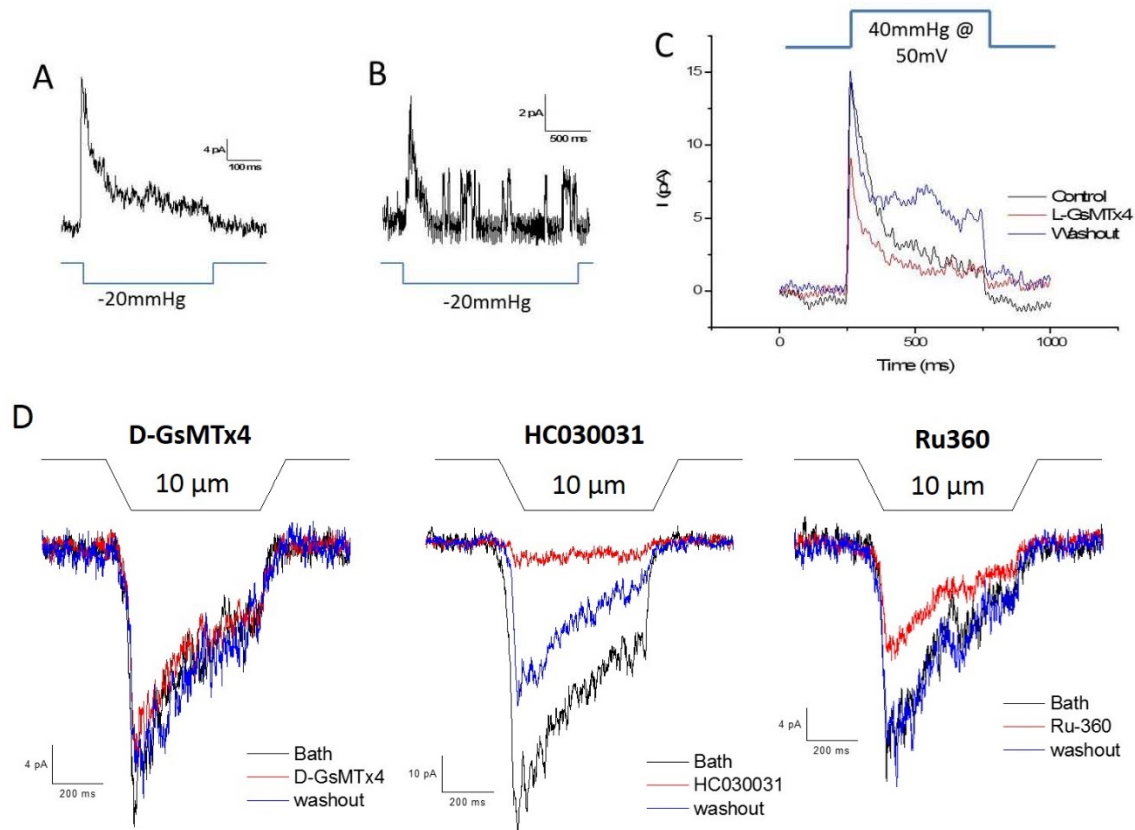 A
4 pA
100 ms
-20mmHg
B
2 pA
500 ms
-20mmHg
C
40mmHg @
50mV
15
10
5
0
I (pA)
Control
L-GsMTx4
Washout
0
500
1000
Time (ms)
D
D-GsMTx4
10 µm
4 pA
200 ms
Bath
D-GsMTx4
washout
HC030031
10 µm
10 pA
200 ms
Bath
HC030031
washout
Ru360
10 µm
4 pA
200 ms
Bath
Ru-360
washout